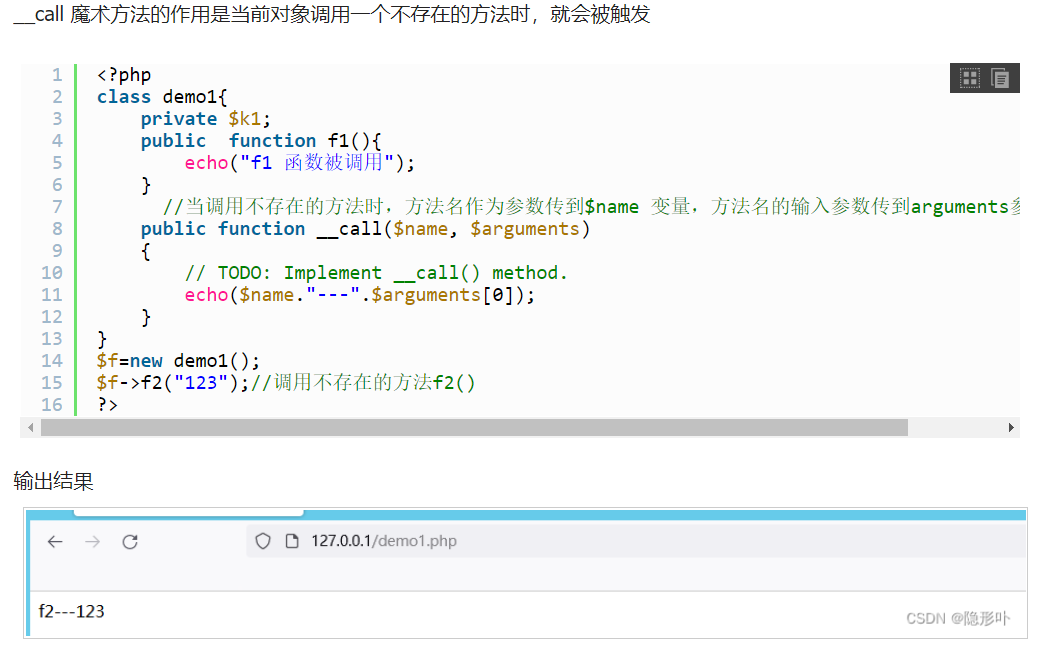 __call 魔术方法的作用是当前对象调用一个不存在的方法时，就会被触发
1 <?php
2 class demo1{
3     private $k1;
4     public  function f1(){
5         echo("f1 函数被调用");
6     }
7       //当调用不存在的方法时，方法名作为参数传到$name 变量，方法名的输入参数传到arguments参
8     public function __call($name, $arguments)
9     {
10         // TODO: Implement __call() method.
11         echo($name."---".$arguments[0]);
12     }
13 }
14 $f=new demo1();
15 $f->f2("123");//调用不存在的方法f2()
16 ?>
输出结果
127.0.0.1/demo1.php
f2---123
CSDN @隐形卟